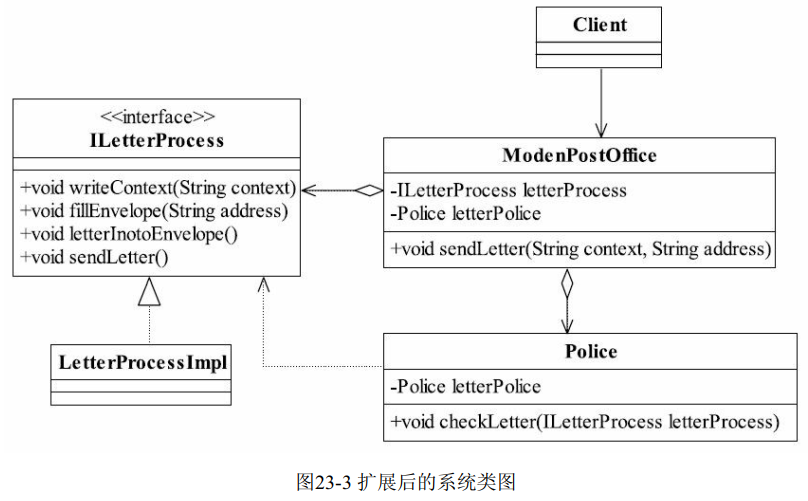 Client
<<interface>>
ILetterProcess
+void writeContext(String context)
+void fillEnvelope(String address)
+void letterInotoEnvelope()
+void sendLetter()
ModenPostOffice
-ILetterProcess letterProcess
-Police letterPolice
+void sendLetter(String context, String address)
LetterProcessImpl
Police
-Police letterPolice
+void checkLetter(ILetterProcess letterProcess)
图23-3 扩展后的系统类图